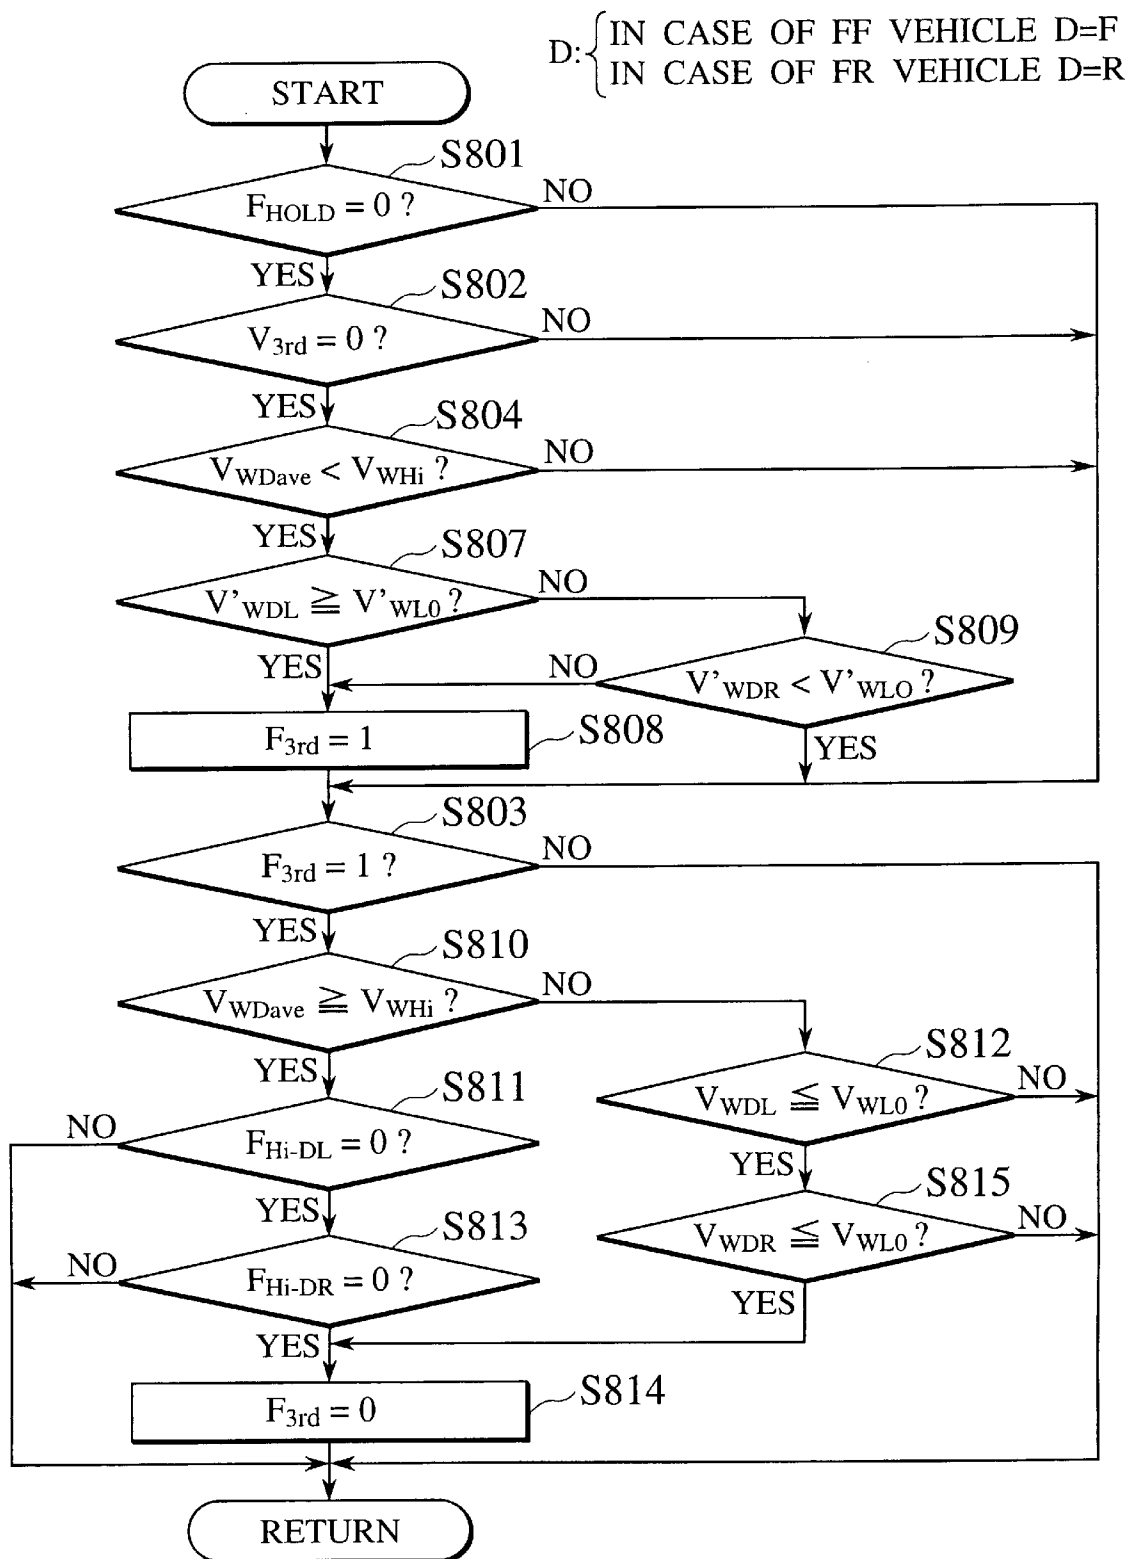 D: { IN CASE OF FF VEHICLE D=F
IN CASE OF FR VEHICLE D=R
START
S801
F_HOLD = 0 ?
NO
YES
S802
V_3rd = 0 ?
NO
YES
S804
V_WDave < V_WHi ?
NO
YES
S807
V'_WDL ≧ V'_WL0 ?
NO
YES
S809
V'_WDR < V'_WLO ?
NO
YES
F_3rd = 1
S808
S803
F_3rd = 1 ?
NO
YES
S810
V_WDave ≧ V_WHi ?
NO
YES
S812
V_WDL ≦ V_WL0 ?
NO
YES
S811
F_Hi-DL = 0 ?
NO
YES
S815
V_WDR ≦ V_WL0 ?
NO
YES
S813
F_Hi-DR = 0 ?
NO
YES
F_3rd = 0
S814
RETURN